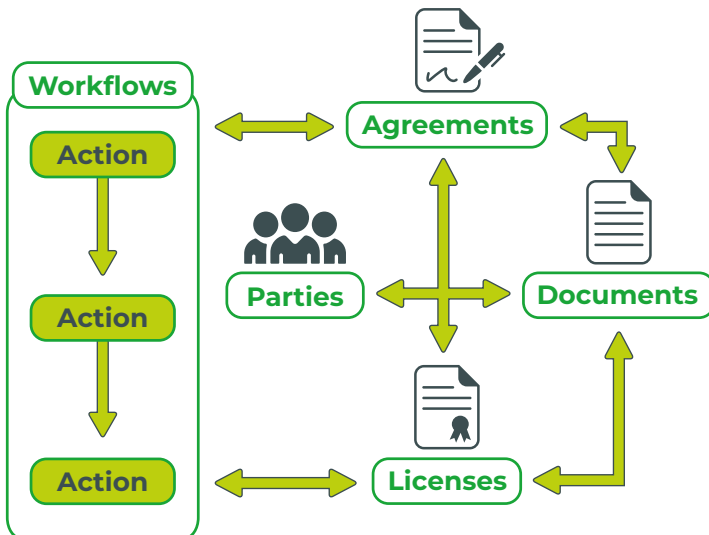 Workflows
Action
Action
Action
Agreements
Parties
Documents
Licenses